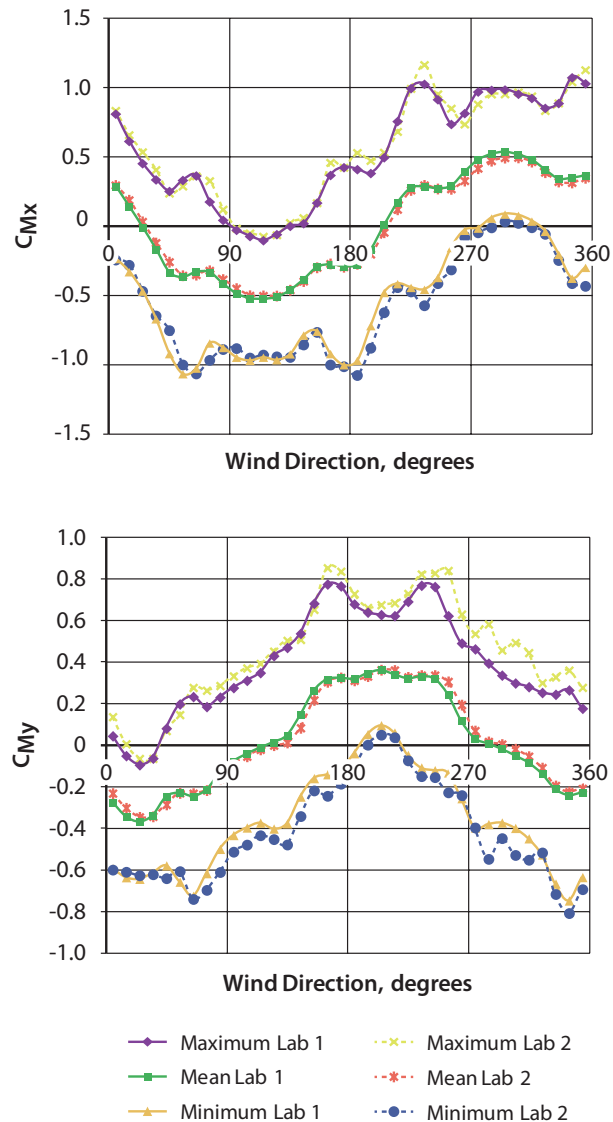 1.5
1.0
0.5
0
-0.5
-1.0
-1.5
CMx
0 90 180 270 360
Wind Direction, degrees
1.0
0.8
0.6
0.4
0.2
0
-0.2
-0.4
-0.6
-0.8
-1.0
CMy
0 90 180 270 360
Wind Direction, degrees
Maximum Lab 1 Maximum Lab 2
Mean Lab 1 Mean Lab 2
Minimum Lab 1 Minimum Lab 2